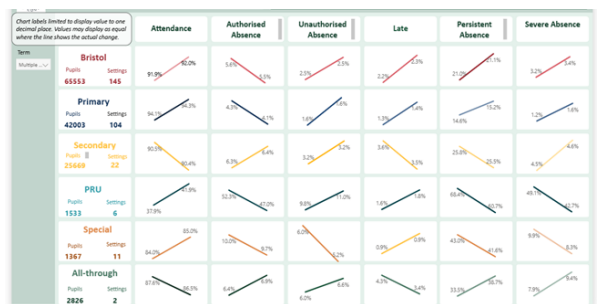 Chart labels limited to display value to one
decimal place. Values may display as equal
where the line shows the actual change.
Term
Multiple...
Attendance
Authorised Absence
Unauthorised Absence
Late
Persistent Absence
Severe Absence
Bristol
Pupils Settings
65553 145
91.9% 92.0% 5.6% 5.5% 2.5% 2.5% 2.2% 2.3% 21.0% 21.1% 3.2% 3.4%
Primary
Pupils Settings
42003 104
94.1% 94.3% 4.3% 4.1% 1.6% 1.6% 1.3% 1.4% 14.6% 15.2% 1.2% 1.6%
Secondary
Pupils Settings
25668 22
90.5% 90.4% 6.3% 6.4% 3.2% 3.2% 3.6% 3.5% 25.8% 25.5% 4.5% 4.6%
PRU
Pupils Settings
1533 6
37.9% 41.9% 52.3% 47.0% 9.8% 11.0% 1.6% 1.8% 69.4% 60.7% 49.1% 42.7%
Special
Pupils Settings
1367 11
84.0% 85.0% 10.0% 9.7% 6.0% 5.2% 0.9% 0.9% 43.0% 41.6% 9.9% 9.3%
All-through
Pupils Settings
2826 2
87.6% 86.5% 6.4% 6.9% 6.0% 6.6% 4.3% 3.4% 33.5% 38.7% 7.9% 9.4%